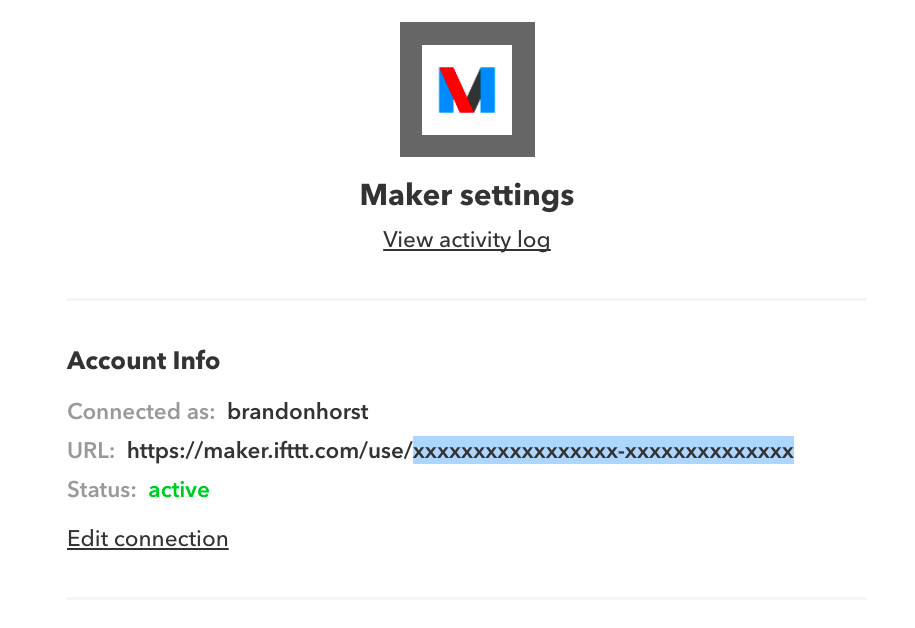 M
Maker settings
View activity log
Account Info
Connected as: brandonhorst
URL: https://maker.ifttt.com/use/xxxxxxxxxxxxxxxxx-xxxxxxxxxxxxxx
Status: active
Edit connection